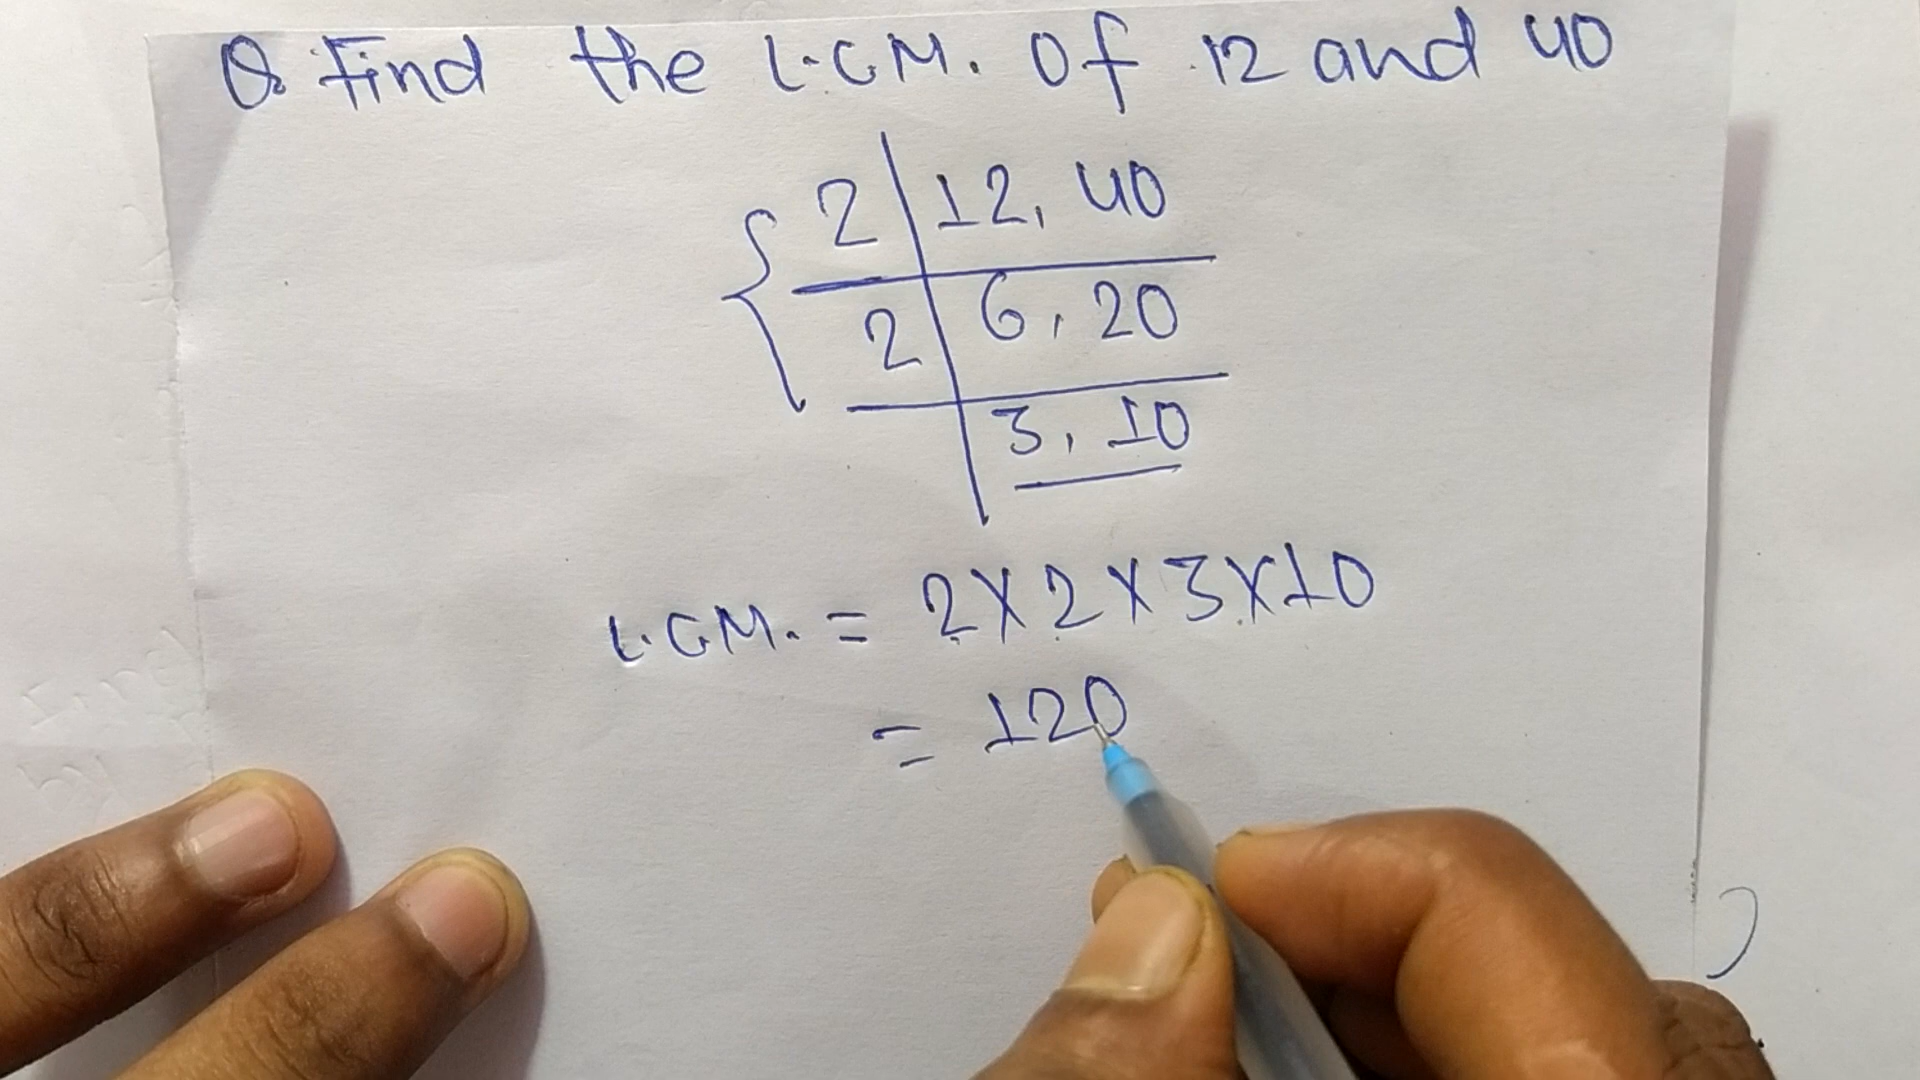 Q. Find the L.C.M. Of 12 and 40
2 | 12, 40
2 | 6, 20
3, 10
L.C.M. = 2 X 2 X 3 X 10
= 120